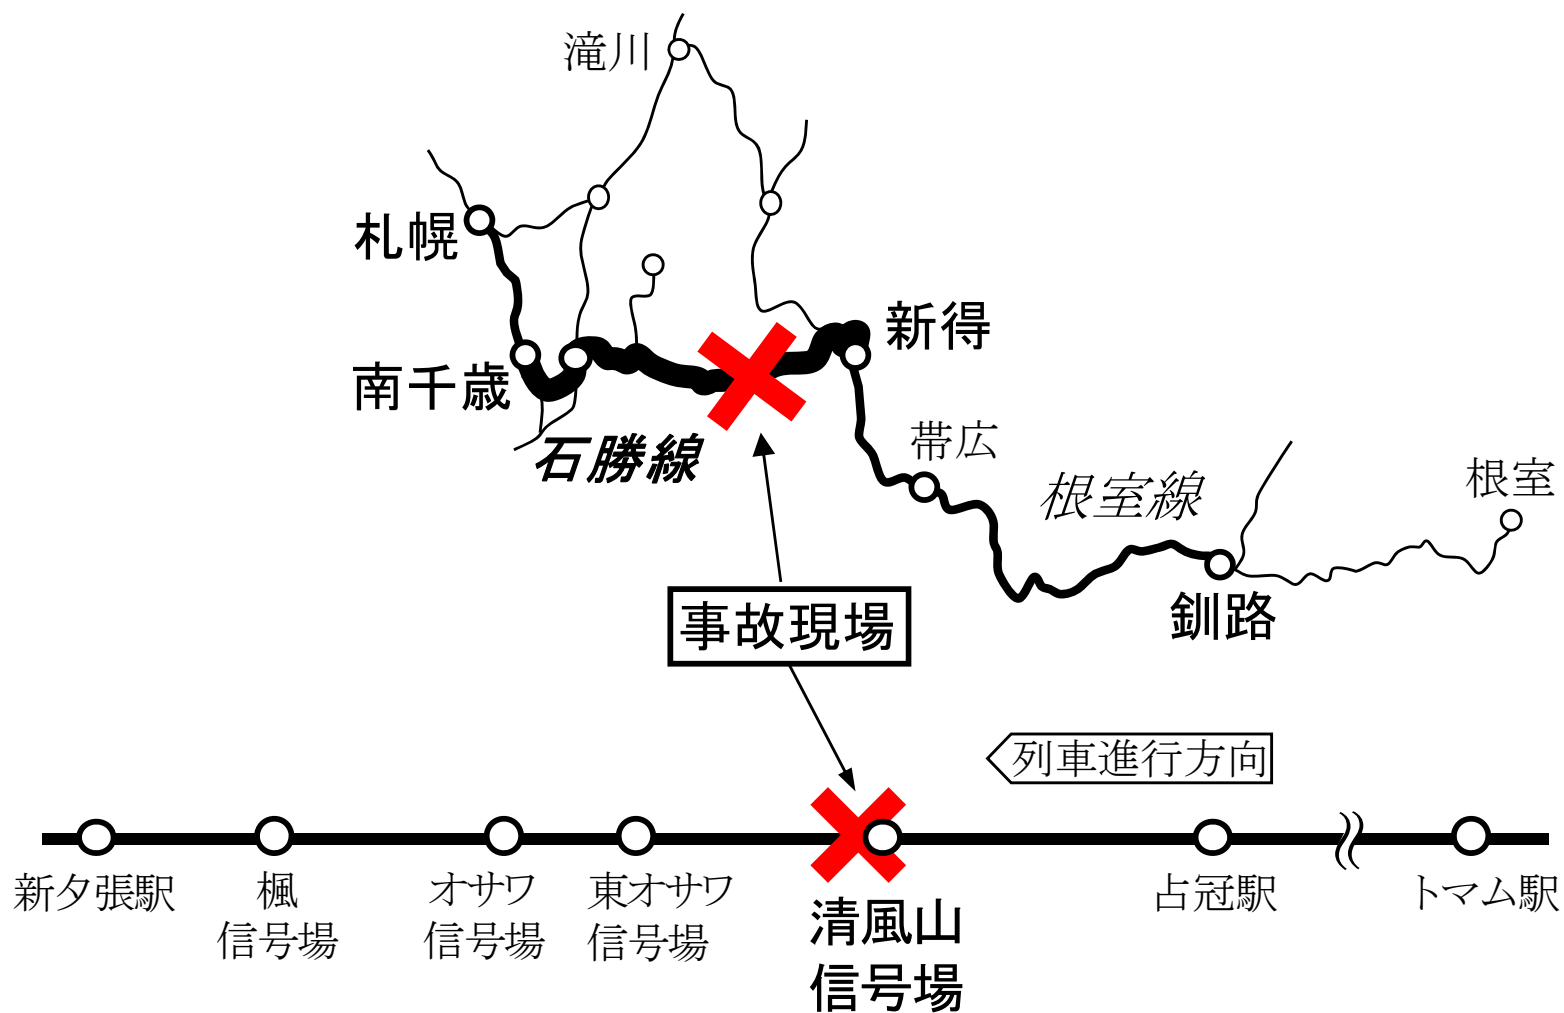 滝川
札幌
新得
南千歳
石勝線
帯広
根室線
根室
釧路
事故現場
列車進行方向
新夕張駅
楓
信号場
オサワ
信号場
東オサワ
信号場
清風山
信号場
占冠駅
トマム駅